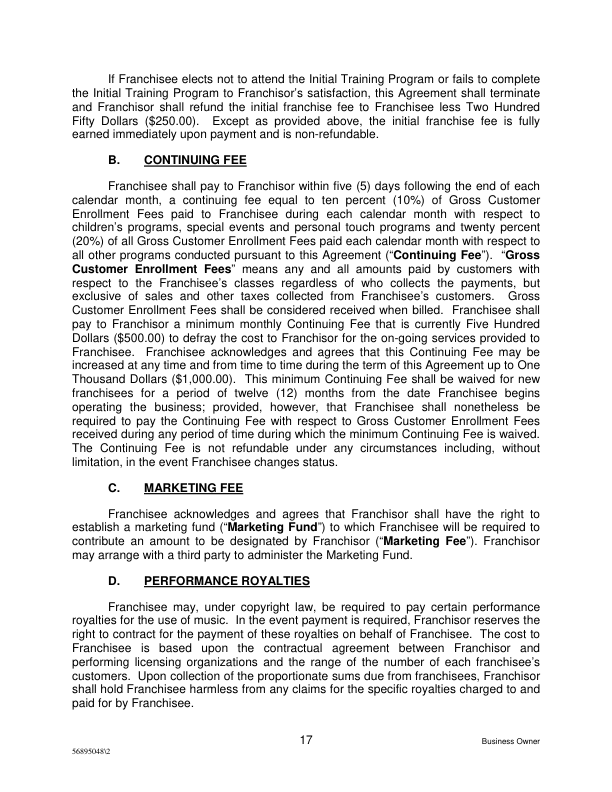 If Franchisee elects not to attend the Initial Training Program or fails to complete
the Initial Training Program to Franchisor's satisfaction, this Agreement shall terminate
and Franchisor shall refund the initial franchise fee to Franchisee less Two Hundred
Fifty Dollars ($250.00). Except as provided above, the initial franchise fee is fully
earned immediately upon payment and is non-refundable.
B. CONTINUING FEE
Franchisee shall pay to Franchisor within five (5) days following the end of each
calendar month, a continuing fee equal to ten percent (10%) of Gross Customer
Enrollment Fees paid to Franchisee during each calendar month with respect to
children's programs, special events and personal touch programs and twenty percent
(20%) of all Gross Customer Enrollment Fees paid each calendar month with respect to
all other programs conducted pursuant to this Agreement ("Continuing Fee"). "Gross
Customer Enrollment Fees" means any and all amounts paid by customers with
respect to the Franchisee's classes regardless of who collects the payments, but
exclusive of sales and other taxes collected from Franchisee's customers. Gross
Customer Enrollment Fees shall be considered received when billed. Franchisee shall
pay to Franchisor a minimum monthly Continuing Fee that is currently Five Hundred
Dollars ($500.00) to defray the cost to Franchisor for the on-going services provided to
Franchisee. Franchisee acknowledges and agrees that this Continuing Fee may be
increased at any time and from time to time during the term of this Agreement up to One
Thousand Dollars ($1,000.00). This minimum Continuing Fee shall be waived for new
franchisees for a period of twelve (12) months from the date Franchisee begins
operating the business; provided, however, that Franchisee shall nonetheless be
required to pay the Continuing Fee with respect to Gross Customer Enrollment Fees
received during any period of time during which the minimum Continuing Fee is waived.
The Continuing Fee is not refundable under any circumstances including, without
limitation, in the event Franchisee changes status.
C. MARKETING FEE
Franchisee acknowledges and agrees that Franchisor shall have the right to
establish a marketing fund ("Marketing Fund") to which Franchisee will be required to
contribute an amount to be designated by Franchisor ("Marketing Fee"). Franchisor
may arrange with a third party to administer the Marketing Fund.
D. PERFORMANCE ROYALTIES
Franchisee may, under copyright law, be required to pay certain performance
royalties for the use of music. In the event payment is required, Franchisor reserves the
right to contract for the payment of these royalties on behalf of Franchisee. The cost to
Franchisee is based upon the contractual agreement between Franchisor and
performing licensing organizations and the range of the number of each franchisee's
customers. Upon collection of the proportionate sums due from franchisees, Franchisor
shall hold Franchisee harmless from any claims for the specific royalties charged to and
paid for by Franchisee.
17
Business Owner
56895048\2